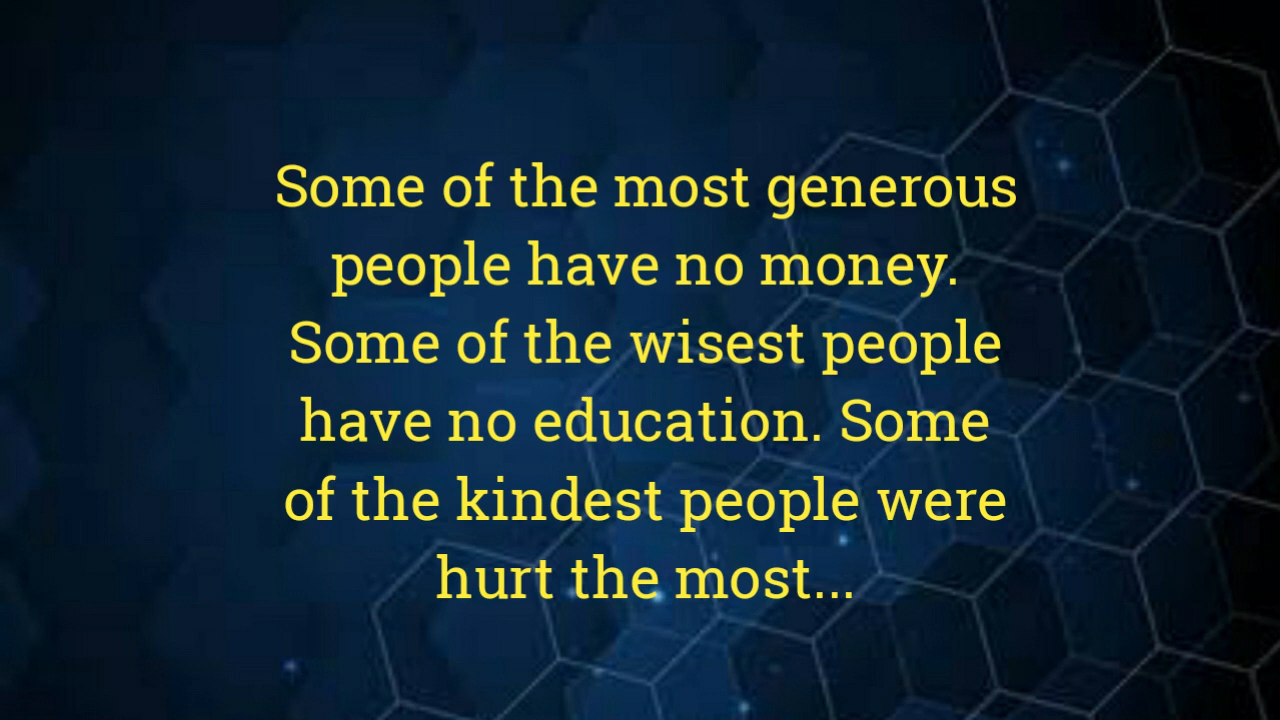 Some of the most generous
people have no money.
Some of the wisest people
have no education. Some
of the kindest people were
hurt the most...